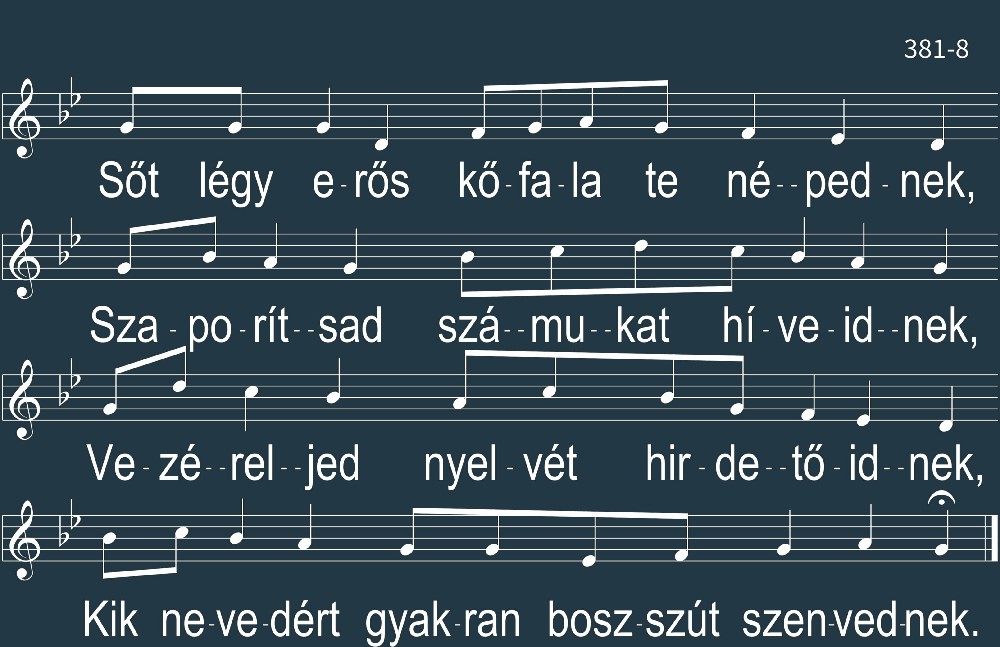 381-8
Sőt légy e-rős kő-fa-la te né--ped-nek,
Sza-po-rít--sad szá--mu--kat hí-ve-id--nek,
Ve-zé--rel--jed nyel-vét hir-de--tő-id--nek,
Kik ne-ve-dért gyak-ran bosz-szút szen-ved-nek.